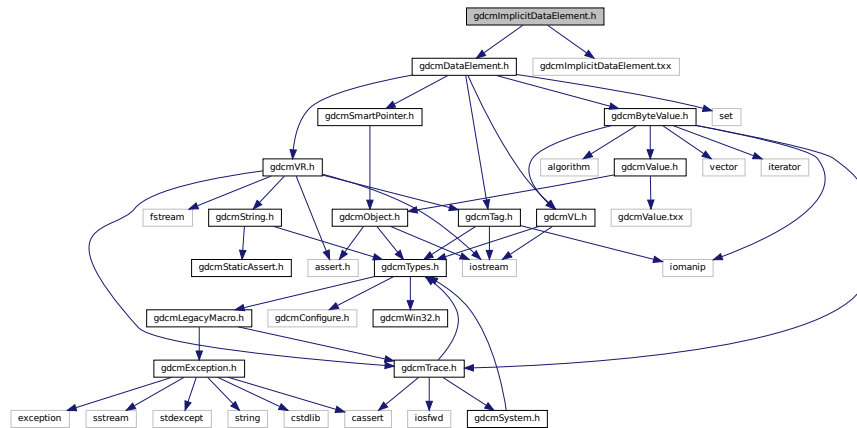 gdcmImplicitDataElement.h
gdcmDataElement.h
gdcmImplicitDataElement.txx
gdcmSmartPointer.h
gdcmByteValue.h
set
gdcmVR.h
algorithm
gdcmValue.h
vector
iterator
fstream
gdcmString.h
gdcmObject.h
gdcmTag.h
gdcmVL.h
gdcmValue.txx
gdcmStaticAssert.h
assert.h
gdcmTypes.h
iostream
iomanip
gdcmLegacyMacro.h
gdcmConfigure.h
gdcmWin32.h
gdcmException.h
gdcmTrace.h
exception
sstream
stdexcept
string
cstdlib
cassert
iosfwd
gdcmSystem.h